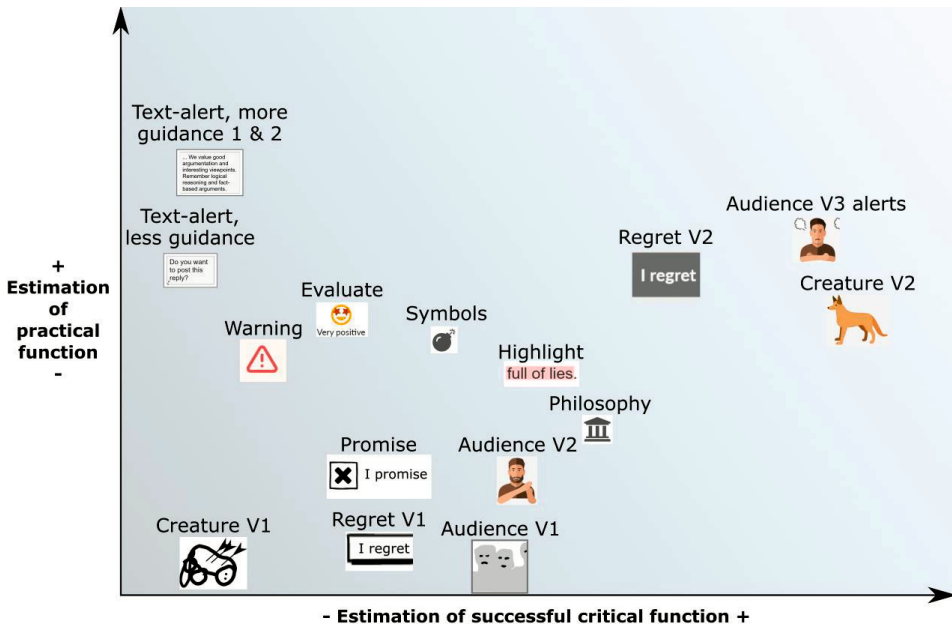 Text-alert, more
guidance 1 & 2
... We value good
argumentation and
interesting viewpoints.
Remember logical
reasoning and fact-
based arguments.
Text-alert,
less guidance
Do you want
to post this
reply?
Audience V3 alerts
Regret V2
I regret
Creature V2
+
Estimation
of
practical
function
-
Evaluate
Very positive
Symbols
Warning
Highlight
full of lies.
Philosophy
Promise
I promise
Audience V2
Creature V1
Regret V1
I regret
Audience V1
- Estimation of successful critical function +